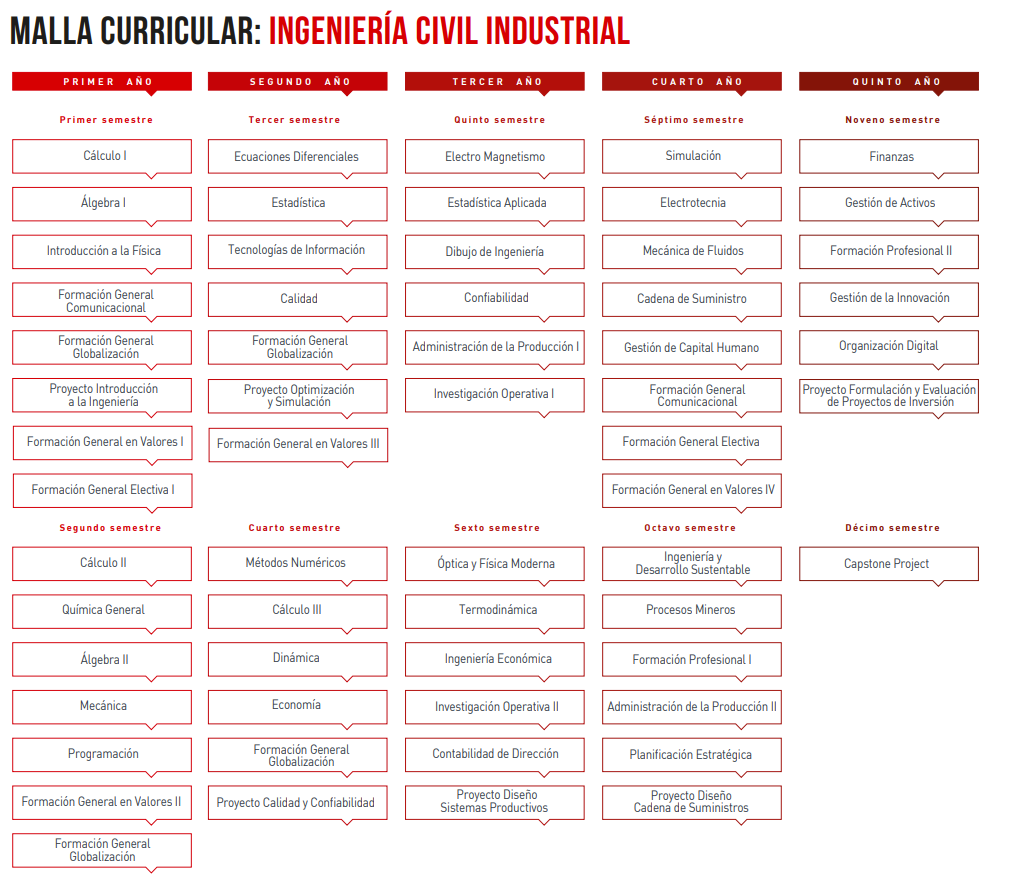 MALLA CURRICULAR: INGENIERÍA CIVIL INDUSTRIAL
PRIMER AÑO
Primer semestre
Cálculo I
Álgebra I
Introducción a la Física
Formación General
Comunicacional
Formación General
Globalización
Proyecto Introducción
a la Ingeniería
Formación General en Valores I
Formación General Electiva I
Segundo semestre
Cálculo II
Química General
Álgebra II
Mecánica
Programación
Formación General en Valores II
Formación General
Globalización
SEGUNDO AÑO
Tercer semestre
Ecuaciones Diferenciales
Estadística
Tecnologías de Información
Calidad
Formación General
Globalización
Proyecto Optimización
y Simulación
Formación General en Valores III
Cuarto semestre
Métodos Numéricos
Cálculo III
Dinámica
Economía
Formación General
Globalización
Proyecto Calidad y Confiabilidad
TERCER AÑO
Quinto semestre
Electro Magnetismo
Estadística Aplicada
Dibujo de Ingeniería
Confiabilidad
Administración de la Producción I
Investigación Operativa I
Sexto semestre
Óptica y Física Moderna
Termodinámica
Ingeniería Económica
Investigación Operativa II
Contabilidad de Dirección
Proyecto Diseño
Sistemas Productivos
CUARTO AÑO
Séptimo semestre
Simulación
Electrotecnia
Mecánica de Fluidos
Cadena de Suministro
Gestión de Capital Humano
Formación General
Comunicacional
Formación General Electiva
Formación General en Valores IV
Octavo semestre
Ingeniería y
Desarrollo Sustentable
Procesos Mineros
Formación Profesional I
Administración de la Producción II
Planificación Estratégica
Proyecto Diseño
Cadena de Suministros
QUINTO AÑO
Noveno semestre
Finanzas
Gestión de Activos
Formación Profesional II
Gestión de la Innovación
Organización Digital
Proyecto Formulación y Evaluación
de Proyectos de Inversión
Décimo semestre
Capstone Project